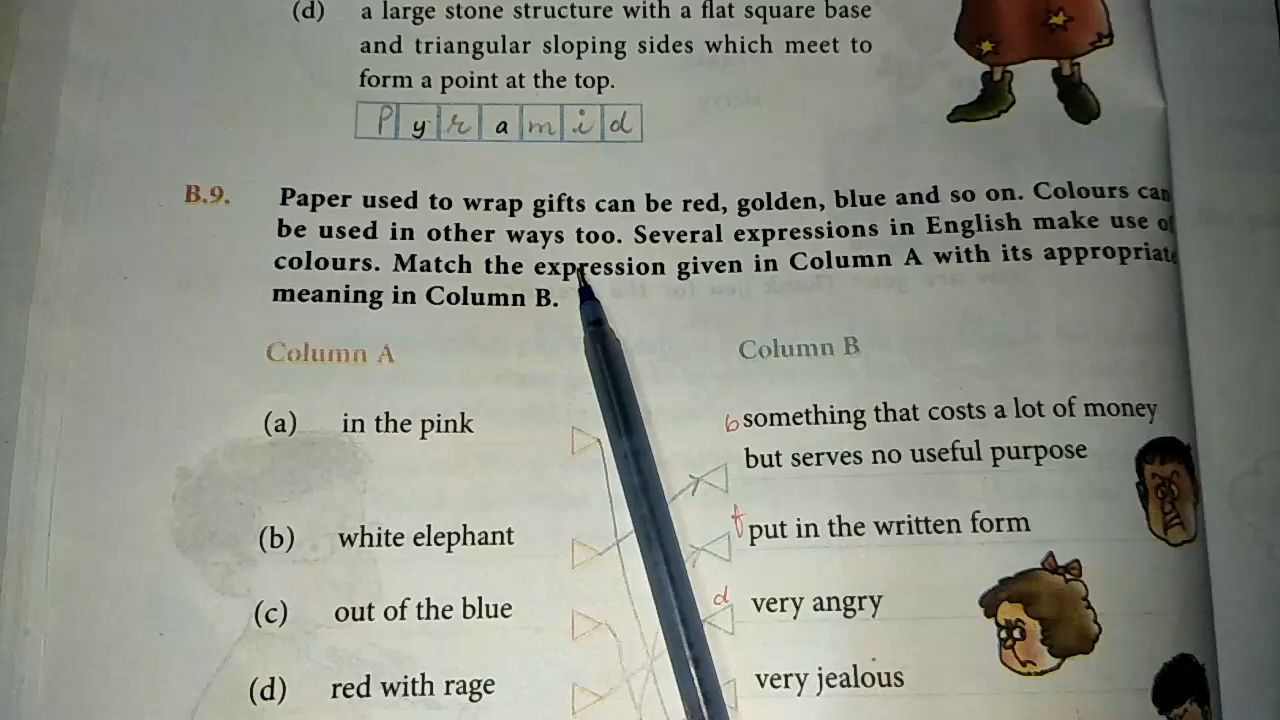 (d) a large stone structure with a flat square base
and triangular sloping sides which meet to
form a point at the top.
Pyramid
B.9. Paper used to wrap gifts can be red, golden, blue and so on. Colours can
be used in other ways too. Several expressions in English make use of
colours. Match the expression given in Column A with its appropriate
meaning in Column B.
Column A Column B
(a) in the pink b something that costs a lot of money
but serves no useful purpose
(b) white elephant f put in the written form
(c) out of the blue d very angry
(d) red with rage very jealous